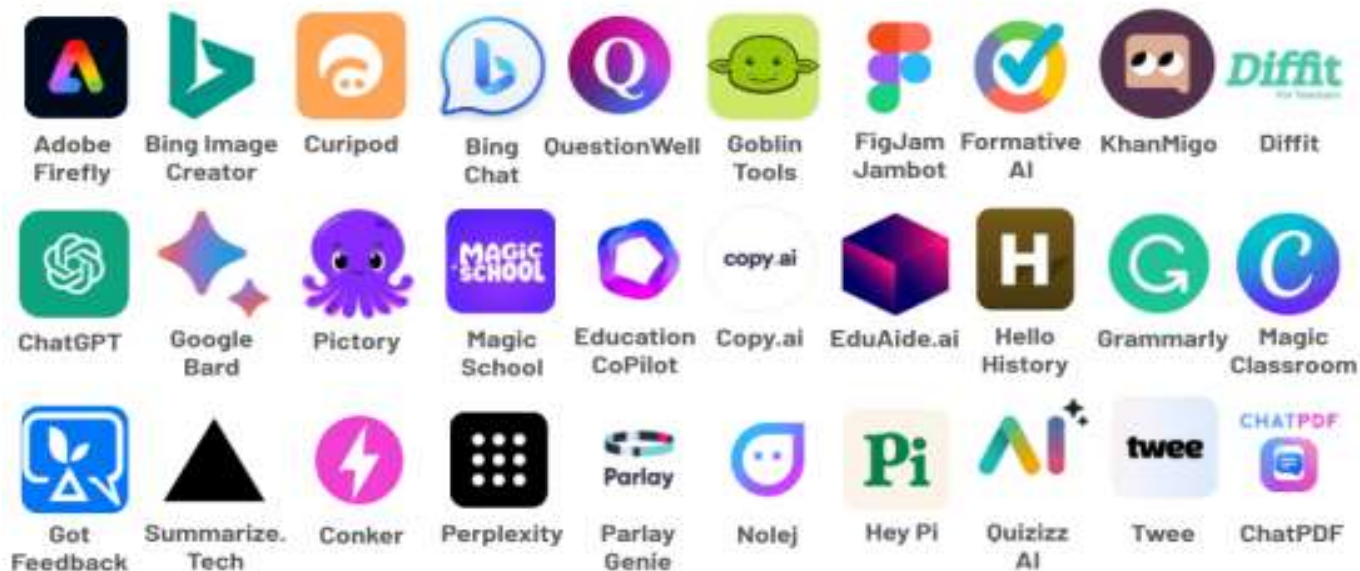 Diffit
For Teachers
Adobe
Firefly
Bing Image
Creator
Curipod
Bing
Chat
Q
QuestionWell
Goblin
Tools
FigJam
Jambot
Formative
AI
KhanMigo
Diffit
MAGIC
SCHOOL
copy.ai
H
G
C
ChatGPT
Google
Bard
Pictory
Magic
School
Education
CoPilot
Copy.ai
EduAide.ai
Hello
History
Grammarly
Magic
Classroom
Parlay
Pi
AI
twee
CHATPDF
Got
Feedback
Summarize.
Tech
Conker
Perplexity
Parlay
Genie
Nolej
Hey Pi
Quizizz
AI
Twee
ChatPDF